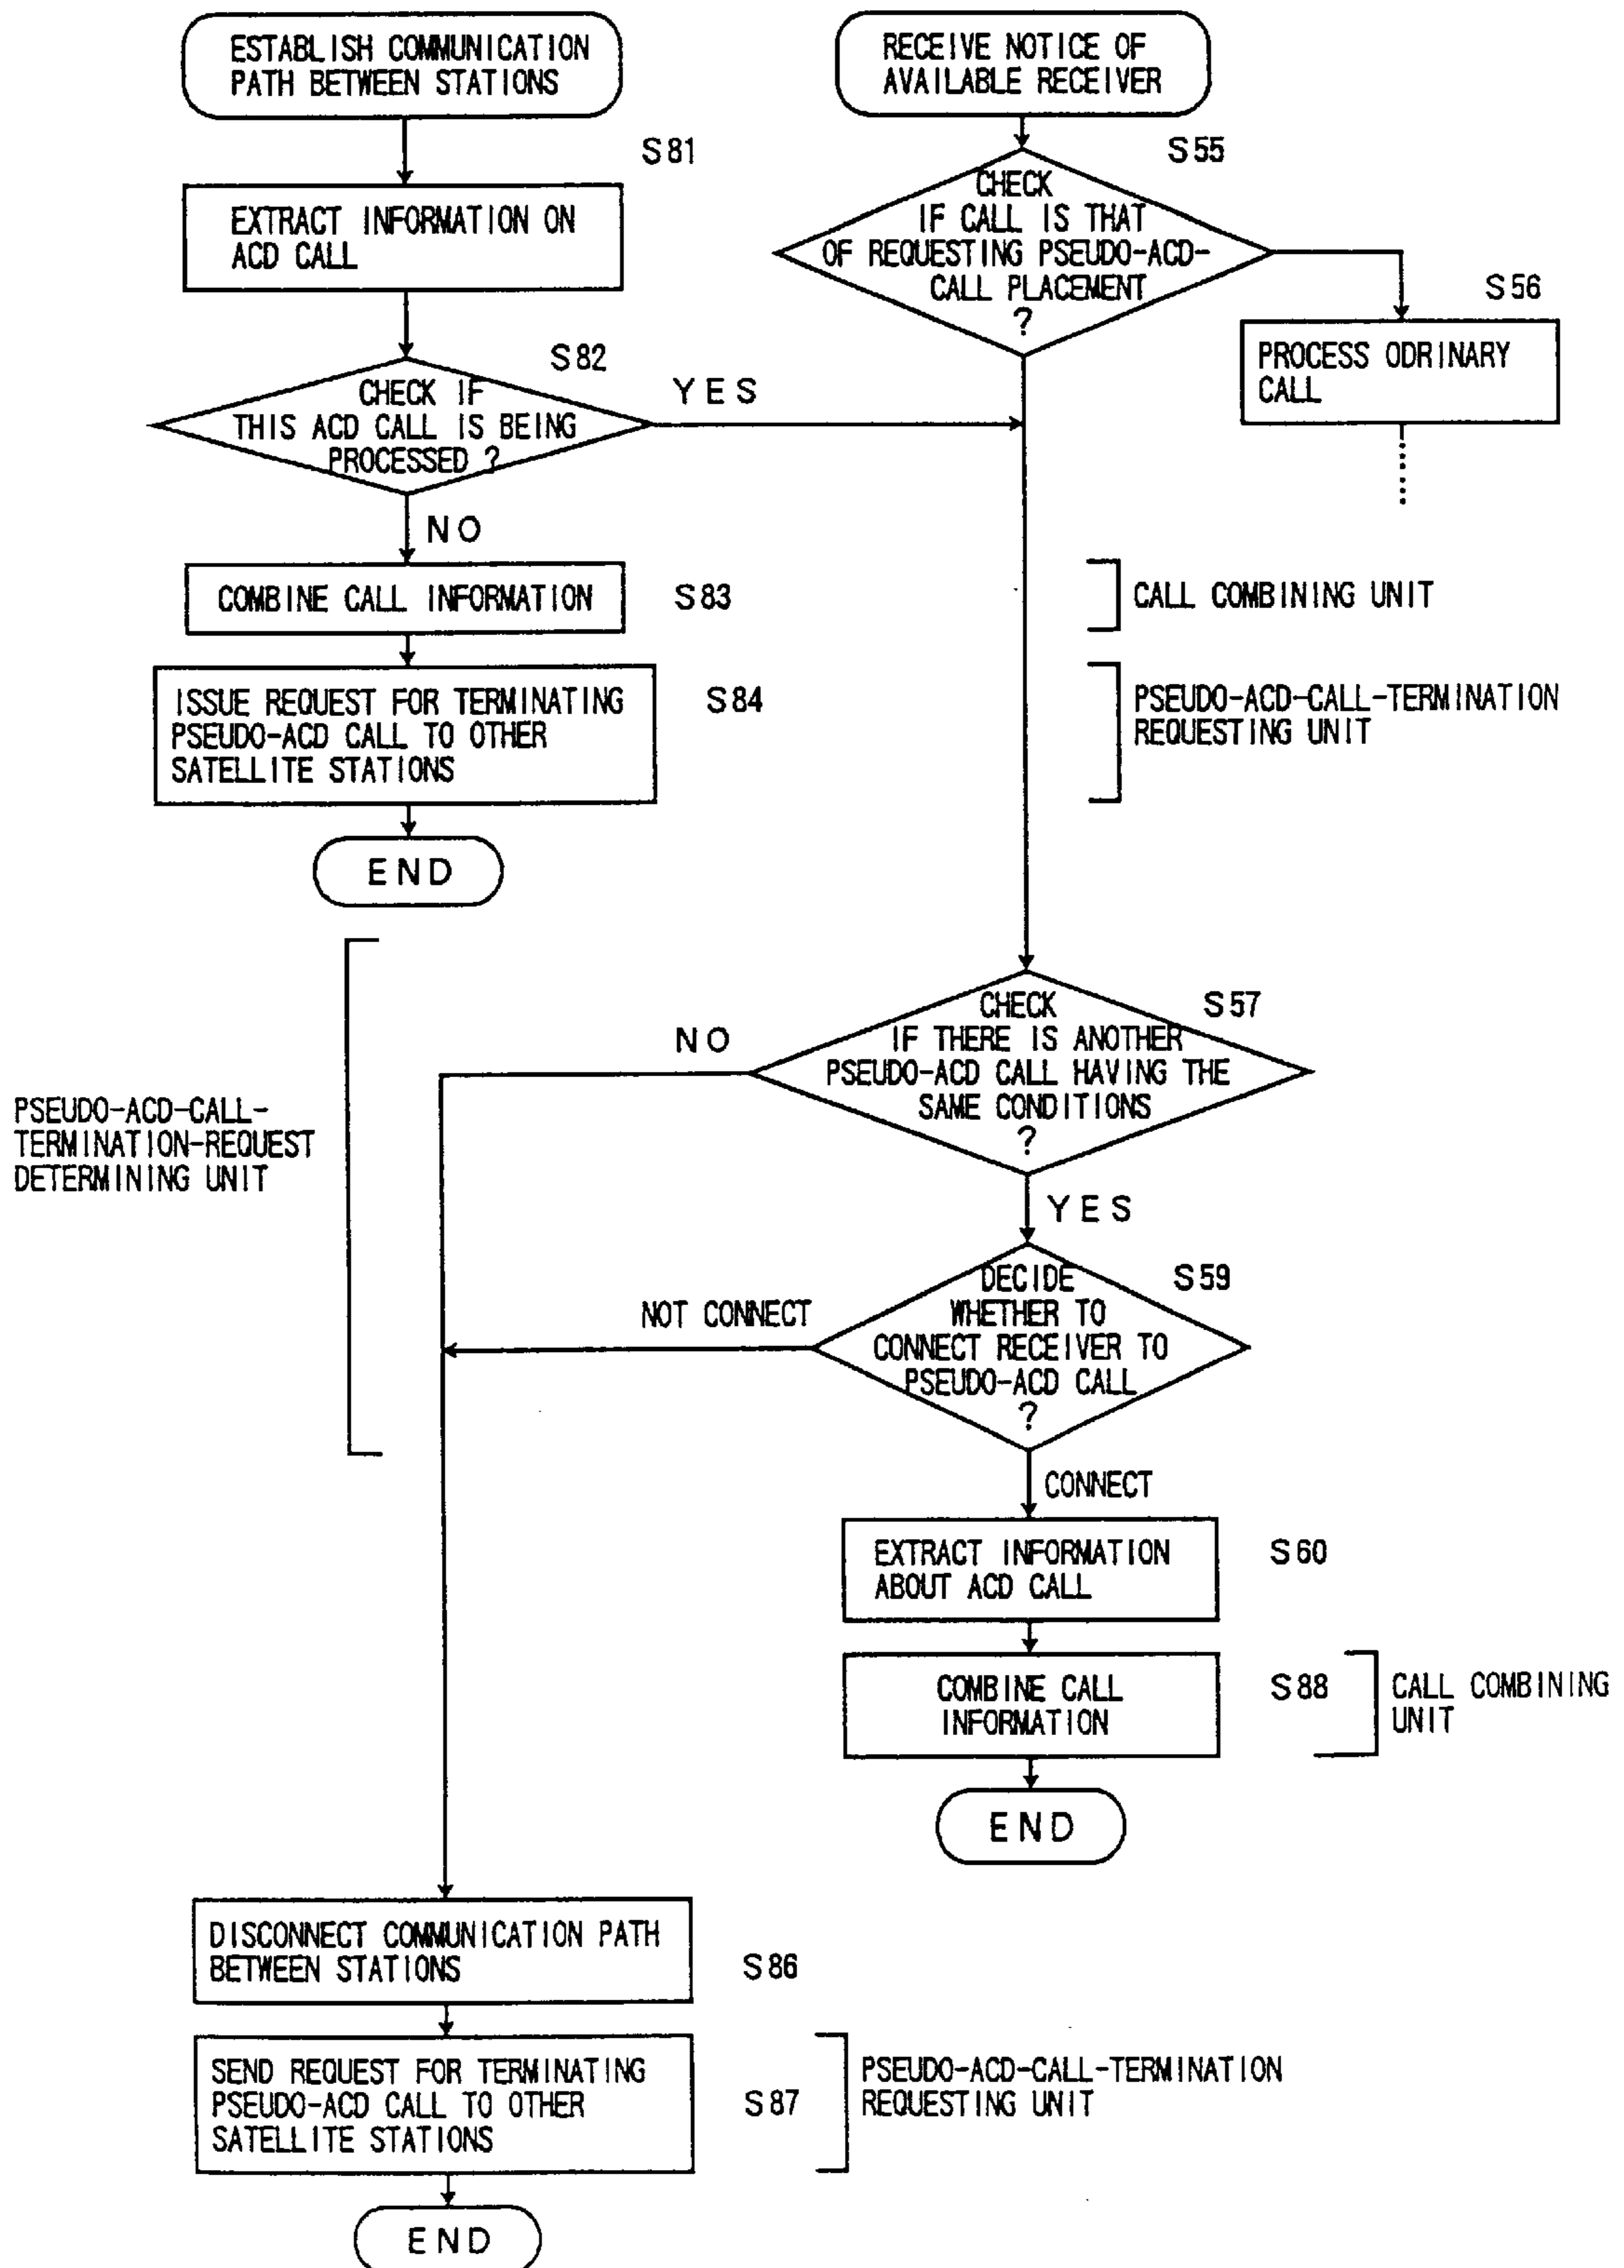 ESTABLISH COMMUNICATION
PATH BETWEEN STATIONS
S81
EXTRACT INFORMATION ON
ACD CALL
S82
CHECK IF
THIS ACD CALL IS BEING
PROCESSED ?
YES
NO
COMBINE CALL INFORMATION
S83
ISSUE REQUEST FOR TERMINATING
PSEUDO-ACD CALL TO OTHER
SATELLITE STATIONS
S84
END
RECEIVE NOTICE OF
AVAILABLE RECEIVER
S55
CHECK
IF CALL IS THAT
OF REQUESTING PSEUDO-ACD-
CALL PLACEMENT
?
S56
PROCESS ODRINARY
CALL
CALL COMBINING UNIT
PSEUDO-ACD-CALL-TERMINATION
REQUESTING UNIT
PSEUDO-ACD-CALL-
TERMINATION-REQUEST
DETERMINING UNIT
S57
CHECK
IF THERE IS ANOTHER
PSEUDO-ACD CALL HAVING THE
SAME CONDITIONS
?
NO
YES
S59
DECIDE
WHETHER TO
CONNECT RECEIVER TO
PSEUDO-ACD CALL
?
NOT CONNECT
CONNECT
EXTRACT INFORMATION
ABOUT ACD CALL
S60
COMBINE CALL
INFORMATION
S88
CALL COMBINING
UNIT
END
DISCONNECT COMMUNICATION PATH
BETWEEN STATIONS
S86
SEND REQUEST FOR TERMINATING
PSEUDO-ACD CALL TO OTHER
SATELLITE STATIONS
S87
PSEUDO-ACD-CALL-TERMINATION
REQUESTING UNIT
END